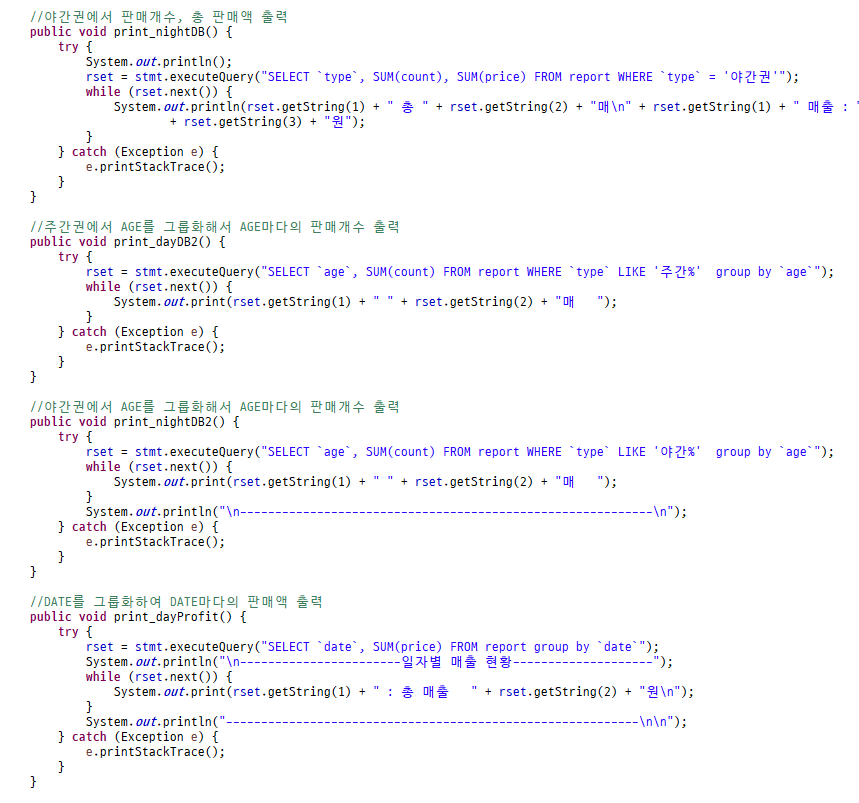 //야간권에서 판매개수, 총 판매액 출력
public void print_nightDB() {
try {
System.out.println();
rset = stmt.executeQuery("SELECT `type`, SUM(count), SUM(price) FROM report WHERE `type` = '야간권'");
while (rset.next()) {
System.out.println(rset.getString(1) + " 총 " + rset.getString(2) + "매\n" + rset.getString(1) + " 매출 : "
+ rset.getString(3) + "원");
}
} catch (Exception e) {
e.printStackTrace();
}
}
//주간권에서 AGE를 그룹화해서 AGE마다의 판매개수 출력
public void print_dayDB2() {
try {
rset = stmt.executeQuery("SELECT `age`, SUM(count) FROM report WHERE `type` LIKE '주간%'  group by `age`");
while (rset.next()) {
System.out.print(rset.getString(1) + " " + rset.getString(2) + "매   ");
}
} catch (Exception e) {
e.printStackTrace();
}
}
//야간권에서 AGE를 그룹화해서 AGE마다의 판매개수 출력
public void print_nightDB2() {
try {
rset = stmt.executeQuery("SELECT `age`, SUM(count) FROM report WHERE `type` LIKE '야간%'  group by `age`");
while (rset.next()) {
System.out.print(rset.getString(1) + " " + rset.getString(2) + "매   ");
}
System.out.println("\n-----------------------------------------------------------\n");
} catch (Exception e) {
e.printStackTrace();
}
}
//DATE를 그룹화하여 DATE마다의 판매액 출력
public void print_dayProfit() {
try {
rset = stmt.executeQuery("SELECT `date`, SUM(price) FROM report group by `date`");
System.out.println("\n-----------------------일자별 매출 현황--------------------");
while (rset.next()) {
System.out.print(rset.getString(1) + " : 총 매출   " + rset.getString(2) + "원\n");
}
System.out.println("-----------------------------------------------------------\n\n");
} catch (Exception e) {
e.printStackTrace();
}
}